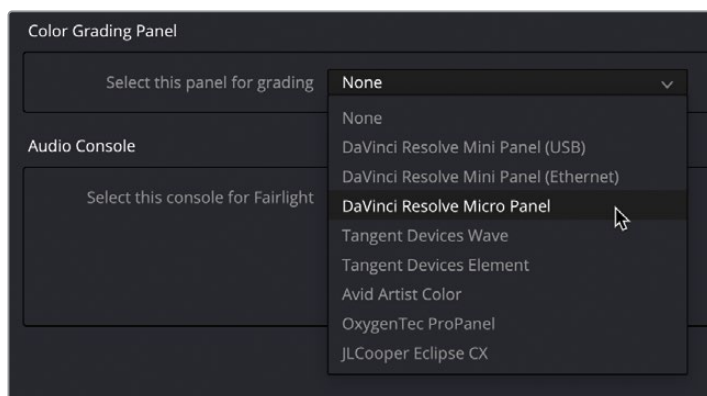 Color Grading Panel
Select this panel for grading None
None
DaVinci Resolve Mini Panel (USB)
Audio Console
DaVinci Resolve Mini Panel (Ethernet)
Select this console for Fairlight
DaVinci Resolve Micro Panel
Tangent Devices Wave
Tangent Devices Element
Avid Artist Color
OxygenTec ProPanel
JLCooper Eclipse CX